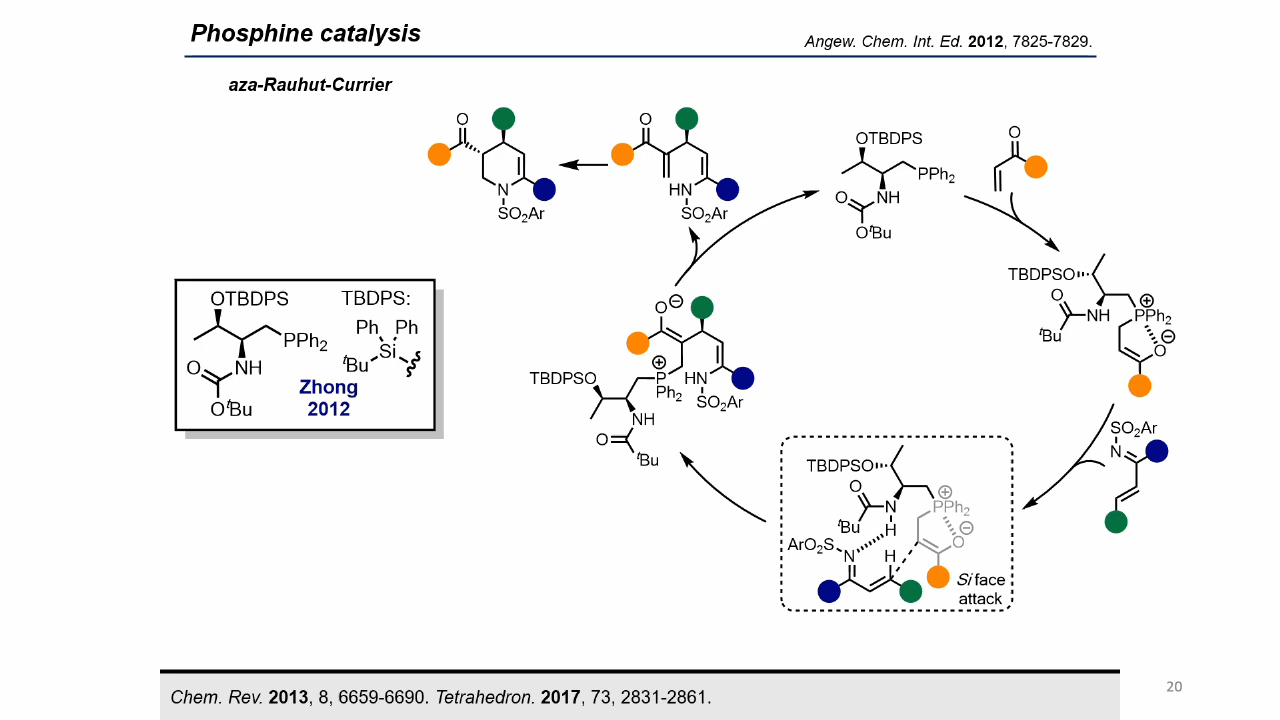 Phosphine catalysis
Angew. Chem. Int. Ed. 2012, 7825-7829.
aza-Rauhut-Currier
O
N
SO2Ar
O
HN
SO2Ar
OTBDPS
PPh2
NH
O
OtBu
O
TBDPSO
O
NH
tBu
⊕
PPh2
⊖
O
OTBDPS
PPh2
NH
O
OtBu
TBDPS:
Ph Ph
Si
tBu
Zhong
2012
O⊖
⊕
TBDPSO
P
Ph2
HN
SO2Ar
NH
O
tBu
SO2Ar
N
TBDPSO
O
N
H
tBu
⊕
PPh2
⊖
O
ArO2S
N
H
Si face
attack
Chem. Rev. 2013, 8, 6659-6690. Tetrahedron. 2017, 73, 2831-2861.
20